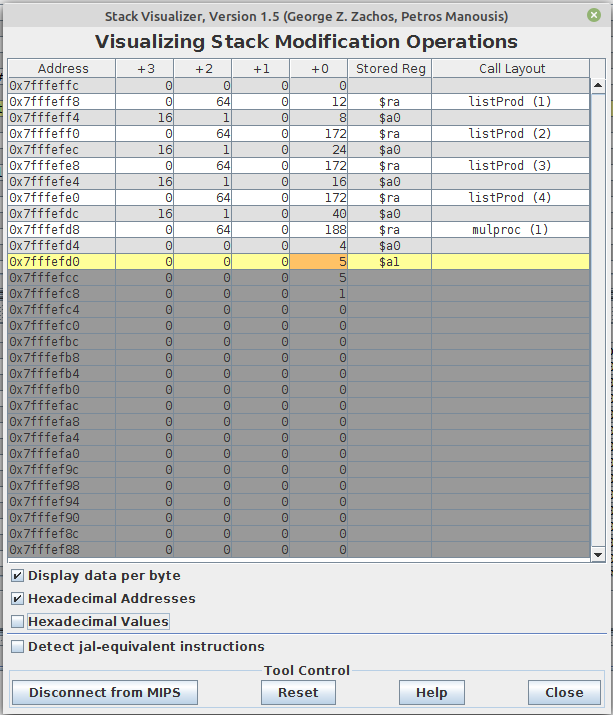 Stack Visualizer, Version 1.5 (George Z. Zachos, Petros Manousis)
Visualizing Stack Modification Operations
Address +3 +2 +1 +0 Stored Reg Call Layout
0x7fffeffc 0 0 0 0
0x7fffeff8 0 64 0 12 $ra listProd (1)
0x7fffeff4 16 1 0 8 $a0
0x7fffeff0 0 64 0 172 $ra listProd (2)
0x7fffefec 16 1 0 24 $a0
0x7fffefe8 0 64 0 172 $ra listProd (3)
0x7fffefe4 16 1 0 16 $a0
0x7fffefe0 0 64 0 172 $ra listProd (4)
0x7fffefdc 16 1 0 40 $a0
0x7fffefd8 0 64 0 188 $ra mulproc (1)
0x7fffefd4 0 0 0 4 $a0
0x7fffefd0 0 0 0 5 $a1
0x7fffefcc 0 0 0 5
0x7fffefc8 0 0 0 1
0x7fffefc4 0 0 0 0
0x7fffefc0 0 0 0 0
0x7fffefbc 0 0 0 0
0x7fffefb8 0 0 0 0
0x7fffefb4 0 0 0 0
0x7fffefb0 0 0 0 0
0x7fffefac 0 0 0 0
0x7fffefa8 0 0 0 0
0x7fffefa4 0 0 0 0
0x7fffefa0 0 0 0 0
0x7fffef9c 0 0 0 0
0x7fffef98 0 0 0 0
0x7fffef94 0 0 0 0
0x7fffef90 0 0 0 0
0x7fffef8c 0 0 0 0
0x7fffef88 0 0 0 0
Display data per byte
Hexadecimal Addresses
Hexadecimal Values
Detect jal-equivalent instructions
Tool Control
Disconnect from MIPS Reset Help Close